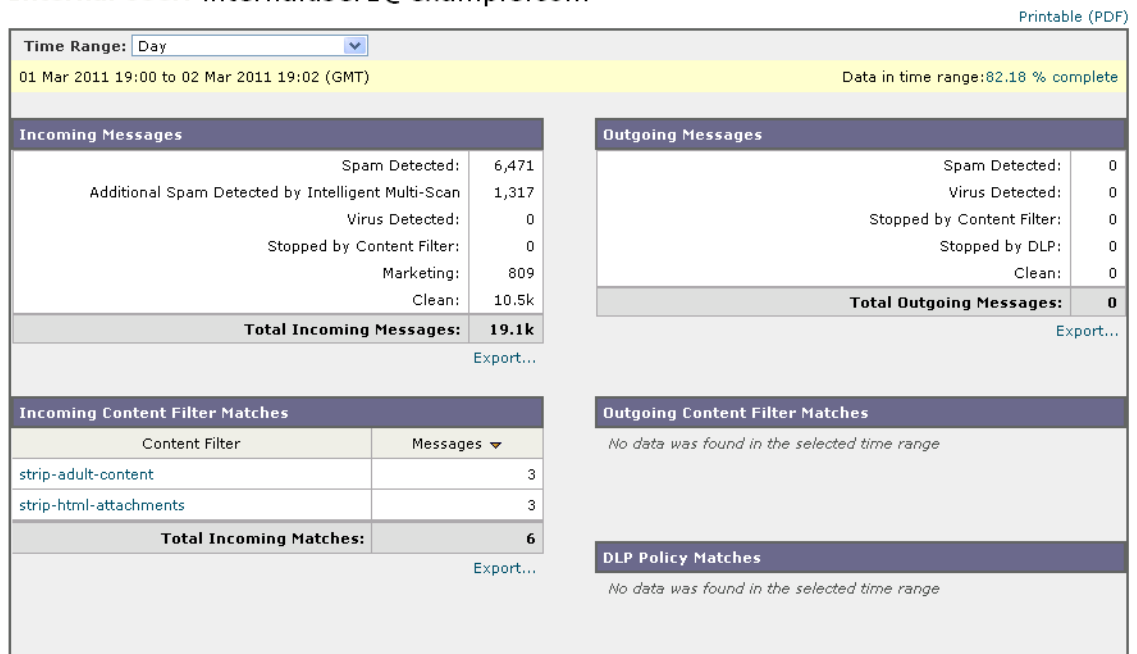 Printable (PDF)
Time Range: Day
01 Mar 2011 19:00 to 02 Mar 2011 19:02 (GMT)
Data in time range:82.18 % complete
Incoming Messages
Spam Detected: 6,471
Additional Spam Detected by Intelligent Multi-Scan 1,317
Virus Detected: 0
Stopped by Content Filter: 0
Marketing: 809
Clean: 10.5k
Total Incoming Messages: 19.1k
Export...
Outgoing Messages
Spam Detected: 0
Virus Detected: 0
Stopped by Content Filter: 0
Stopped by DLP: 0
Clean: 0
Total Outgoing Messages: 0
Export...
Incoming Content Filter Matches
Content Filter Messages
strip-adult-content 3
strip-html-attachments 3
Total Incoming Matches: 6
Export...
Outgoing Content Filter Matches
No data was found in the selected time range
DLP Policy Matches
No data was found in the selected time range